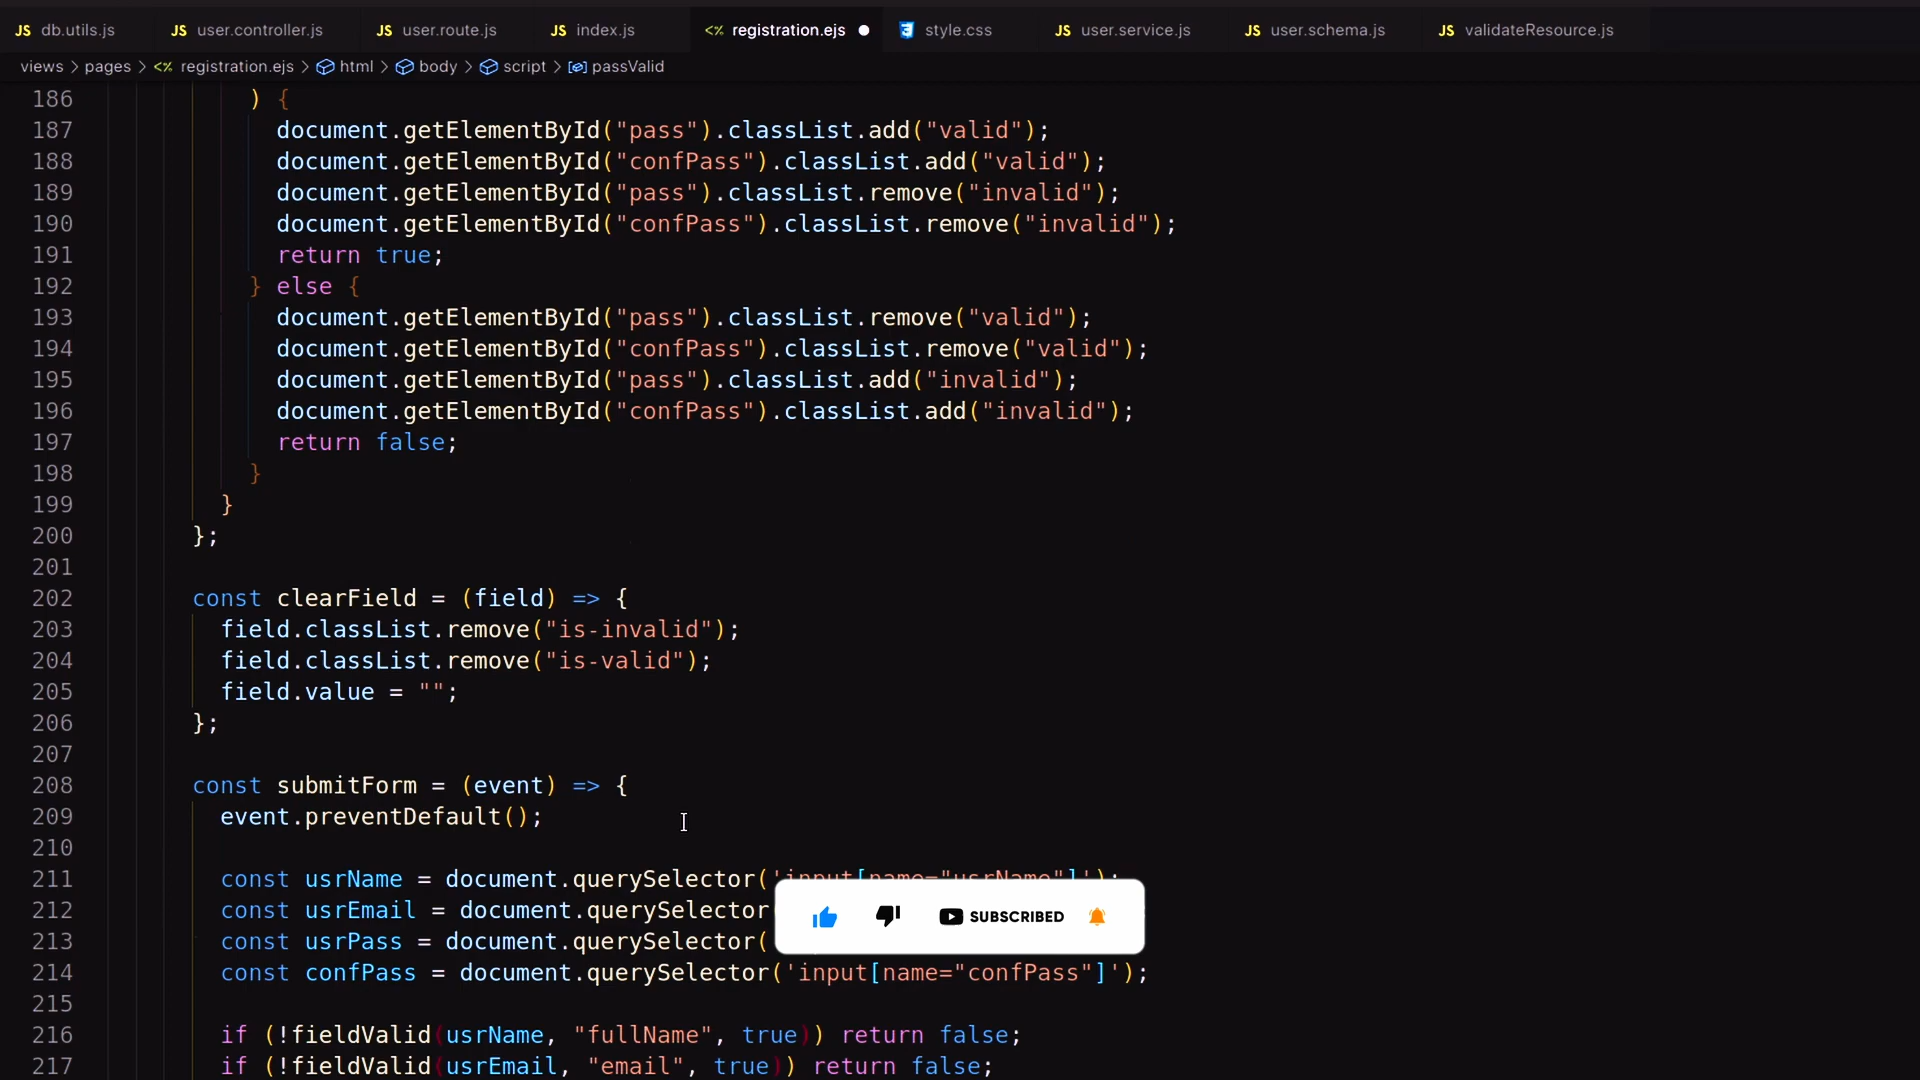 JS db.utils.js JS user.controller.js JS user.route.js JS index.js <% registration.ejs style.css JS user.service.js JS user.schema.js JS validateResource.js
views > pages > <% registration.ejs > html > body > script > passValid
186 ) {
187 document.getElementById("pass").classList.add("valid");
188 document.getElementById("confPass").classList.add("valid");
189 document.getElementById("pass").classList.remove("invalid");
190 document.getElementById("confPass").classList.remove("invalid");
191 return true;
192 } else {
193 document.getElementById("pass").classList.remove("valid");
194 document.getElementById("confPass").classList.remove("valid");
195 document.getElementById("pass").classList.add("invalid");
196 document.getElementById("confPass").classList.add("invalid");
197 return false;
198 }
199 }
200 };
201
202 const clearField = (field) => {
203 field.classList.remove("is-invalid");
204 field.classList.remove("is-valid");
205 field.value = "";
206 };
207
208 const submitForm = (event) => {
209 event.preventDefault();
210
211 const usrName = document.querySelector('input[name="usrName"]');
212 const usrEmail = document.querySelector
213 const usrPass = document.querySelector(
SUBSCRIBED
214 const confPass = document.querySelector('input[name="confPass"]');
215
216 if (!fieldValid(usrName, "fullName", true)) return false;
217 if (!fieldValid(usrEmail, "email", true)) return false;